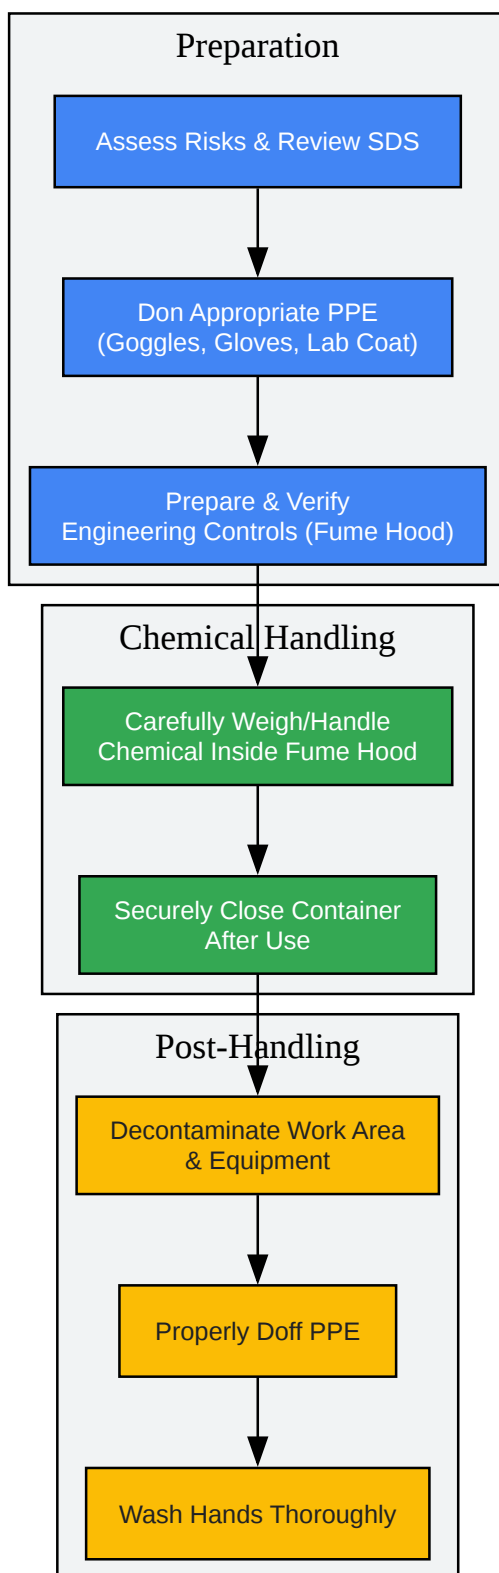 Preparation
Assess Risks & Review SDS
Don Appropriate PPE
(Goggles, Gloves, Lab Coat)
Prepare & Verify
Engineering Controls (Fume Hood)
Chemical Handling
Carefully Weigh/Handle
Chemical Inside Fume Hood
Securely Close Container
After Use
Post-Handling
Decontaminate Work Area
& Equipment
Properly Doff PPE
Wash Hands Thoroughly